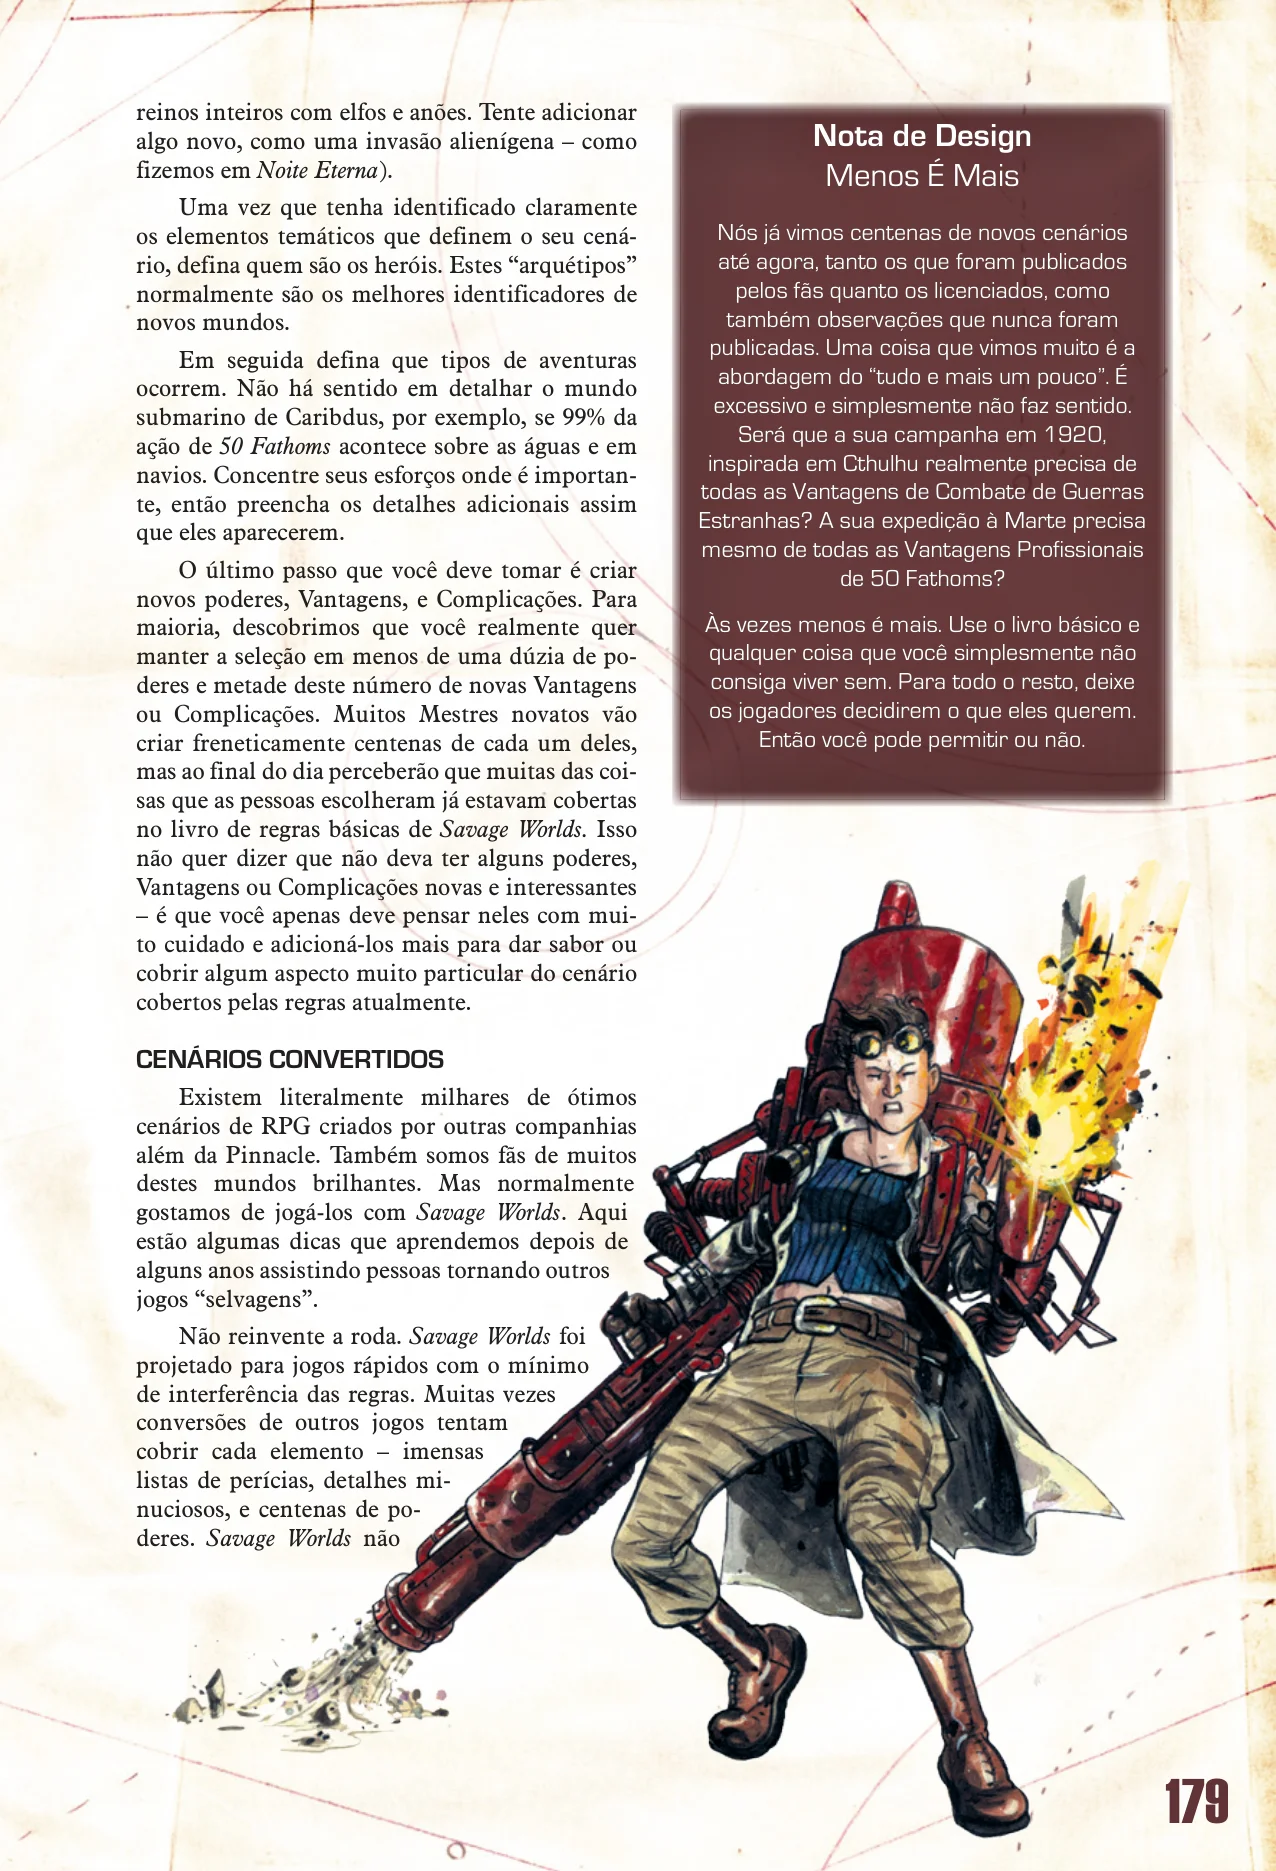 reinos inteiros com elfos e anões. Tente adicionar
algo novo, como uma invasão alienígena – como
fizemos em Noite Eterna).
Uma vez que tenha identificado claramente
os elementos temáticos que definem o seu cená-
rio, defina quem são os heróis. Estes “arquétipos”
normalmente são os melhores identificadores de
novos mundos.
Em seguida defina que tipos de aventuras
ocorrem. Não há sentido em detalhar o mundo
submarino de Caribdus, por exemplo, se 99% da
ação de 50 Fathoms acontece sobre as águas e em
navios. Concentre seus esforços onde é importan-
te, então preencha os detalhes adicionais assim
que eles aparecerem.
O último passo que você deve tomar é criar
novos poderes, Vantagens, e Complicações. Para
maioria, descobrimos que você realmente quer
manter a seleção em menos de uma dúzia de po-
deres e metade deste número de novas Vantagens
ou Complicações. Muitos Mestres novatos vão
criar freneticamente centenas de cada um deles,
mas ao final do dia perceberão que muitas das coi-
sas que as pessoas escolheram já estavam cobertas
no livro de regras básicas de Savage Worlds. Isso
não quer dizer que não deva ter alguns poderes,
Vantagens ou Complicações novas e interessantes
– é que você apenas deve pensar neles com mui-
to cuidado e adicioná-los mais para dar sabor ou
cobrir algum aspecto muito particular do cenário
cobertos pelas regras atualmente.
CENÁRIOS CONVERTIDOS
Existem literalmente milhares de ótimos
cenários de RPG criados por outras companhias
além da Pinnacle. Também somos fãs de muitos
destes mundos brilhantes. Mas normalmente
gostamos de jogá-los com Savage Worlds. Aqui
estão algumas dicas que aprendemos depois de
alguns anos assistindo pessoas tornando outros
jogos “selvagens”.
Não reinvente a roda. Savage Worlds foi
projetado para jogos rápidos com o mínimo
de interferência das regras. Muitas vezes
conversões de outros jogos tentam
cobrir cada elemento – imensas
listas de perícias, detalhes mi-
nuciosos, e centenas de po-
deres. Savage Worlds não
Nota de Design
Menos É Mais
Nós já vimos centenas de novos cenários
até agora, tanto os que foram publicados
pelos fãs quanto os licenciados, como
também observações que nunca foram
publicadas. Uma coisa que vimos muito é a
abordagem do “tudo e mais um pouco”. É
excessivo e simplesmente não faz sentido.
Será que a sua campanha em 1920,
inspirada em Cthulhu realmente precisa de
todas as Vantagens de Combate de Guerras
Estranhas? A sua expedição à Marte precisa
mesmo de todas as Vantagens Profissionais
de 50 Fathoms?
Às vezes menos é mais. Use o livro básico e
qualquer coisa que você simplesmente não
consiga viver sem. Para todo o resto, deixe
os jogadores decidirem o que eles querem.
Então você pode permitir ou não.
179